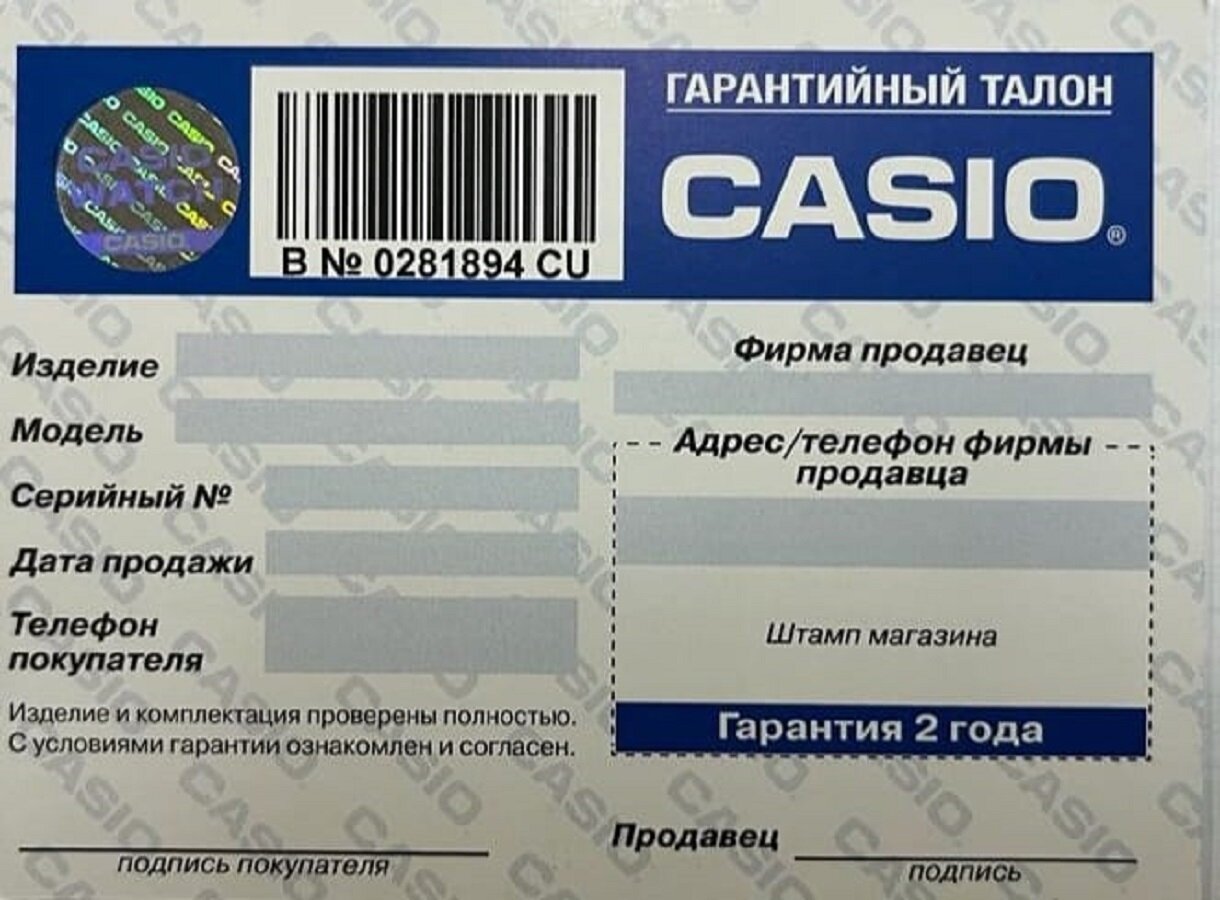 ГАРАНТИЙНЫЙ ТАЛОН
CASIO®
CASIO
WATCH
CASIO
В № 0281894 CU
Изделие
Модель
Серийный №
Дата продажи
Телефон
покупателя
Изделие и комплектация проверены полностью.
С условиями гарантии ознакомлен и согласен.
подпись покупателя
Фирма продавец
Адрес/телефон фирмы
продавца
Штамп магазина
Гарантия 2 года
Продавец
подпись